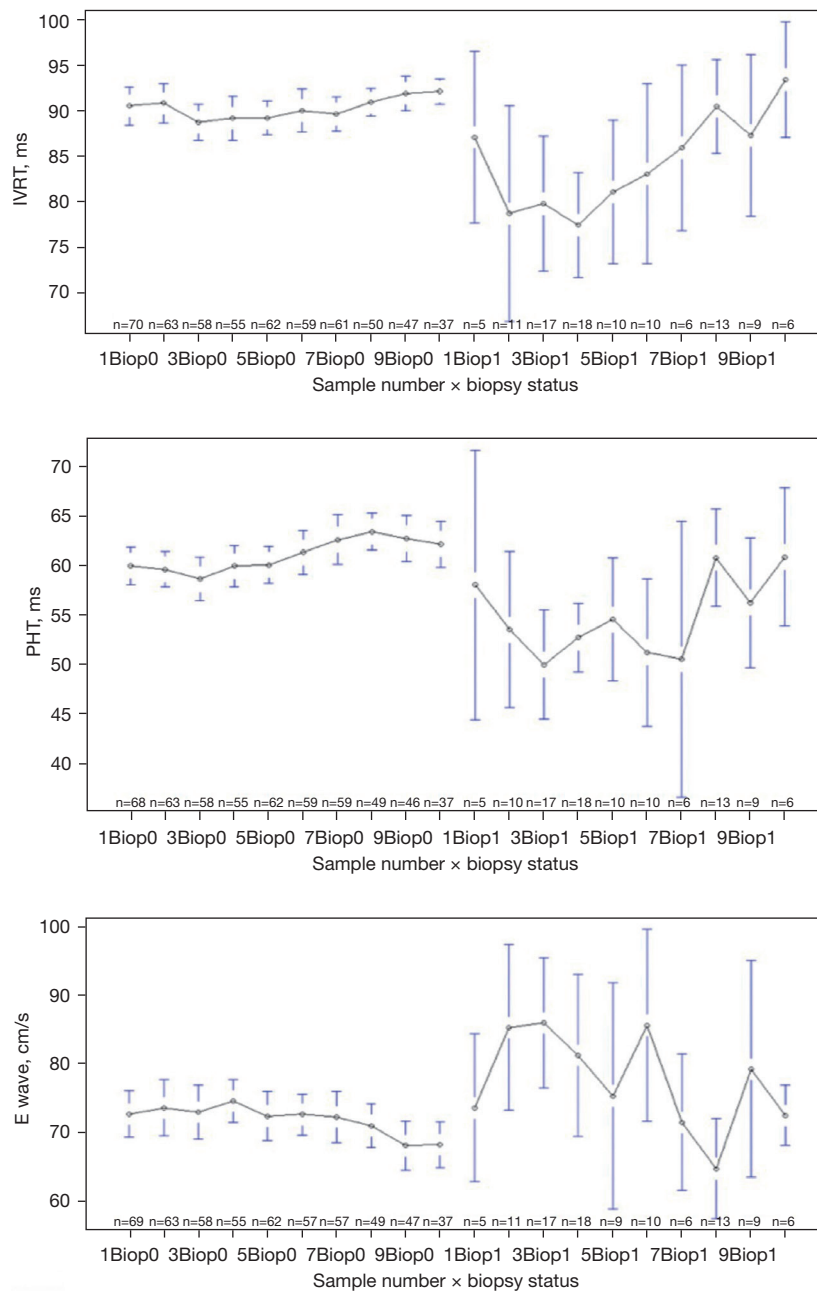 100
95
90
85
80
75
70
IVRT, ms
n=70 n=63 n=58 n=55 n=62 n=59 n=61 n=50 n=47 n=37 n=5 n=11 n=17 n=18 n=10 n=10 n=6 n=13 n=9 n=6
1Biop0 3Biop0 5Biop0 7Biop0 9Biop0 1Biop1 3Biop1 5Biop1 7Biop1 9Biop1
Sample number × biopsy status
70
65
60
55
50
45
40
PHT, ms
n=68 n=63 n=58 n=55 n=62 n=59 n=59 n=49 n=46 n=37 n=5 n=10 n=17 n=18 n=10 n=10 n=6 n=13 n=9 n=6
1Biop0 3Biop0 5Biop0 7Biop0 9Biop0 1Biop1 3Biop1 5Biop1 7Biop1 9Biop1
Sample number × biopsy status
100
90
80
70
60
E wave, cm/s
n=69 n=63 n=58 n=55 n=62 n=57 n=57 n=49 n=47 n=37 n=5 n=11 n=17 n=18 n=9 n=10 n=6 n=13 n=9 n=6
1Biop0 3Biop0 5Biop0 7Biop0 9Biop0 1Biop1 3Biop1 5Biop1 7Biop1 9Biop1
Sample number × biopsy status